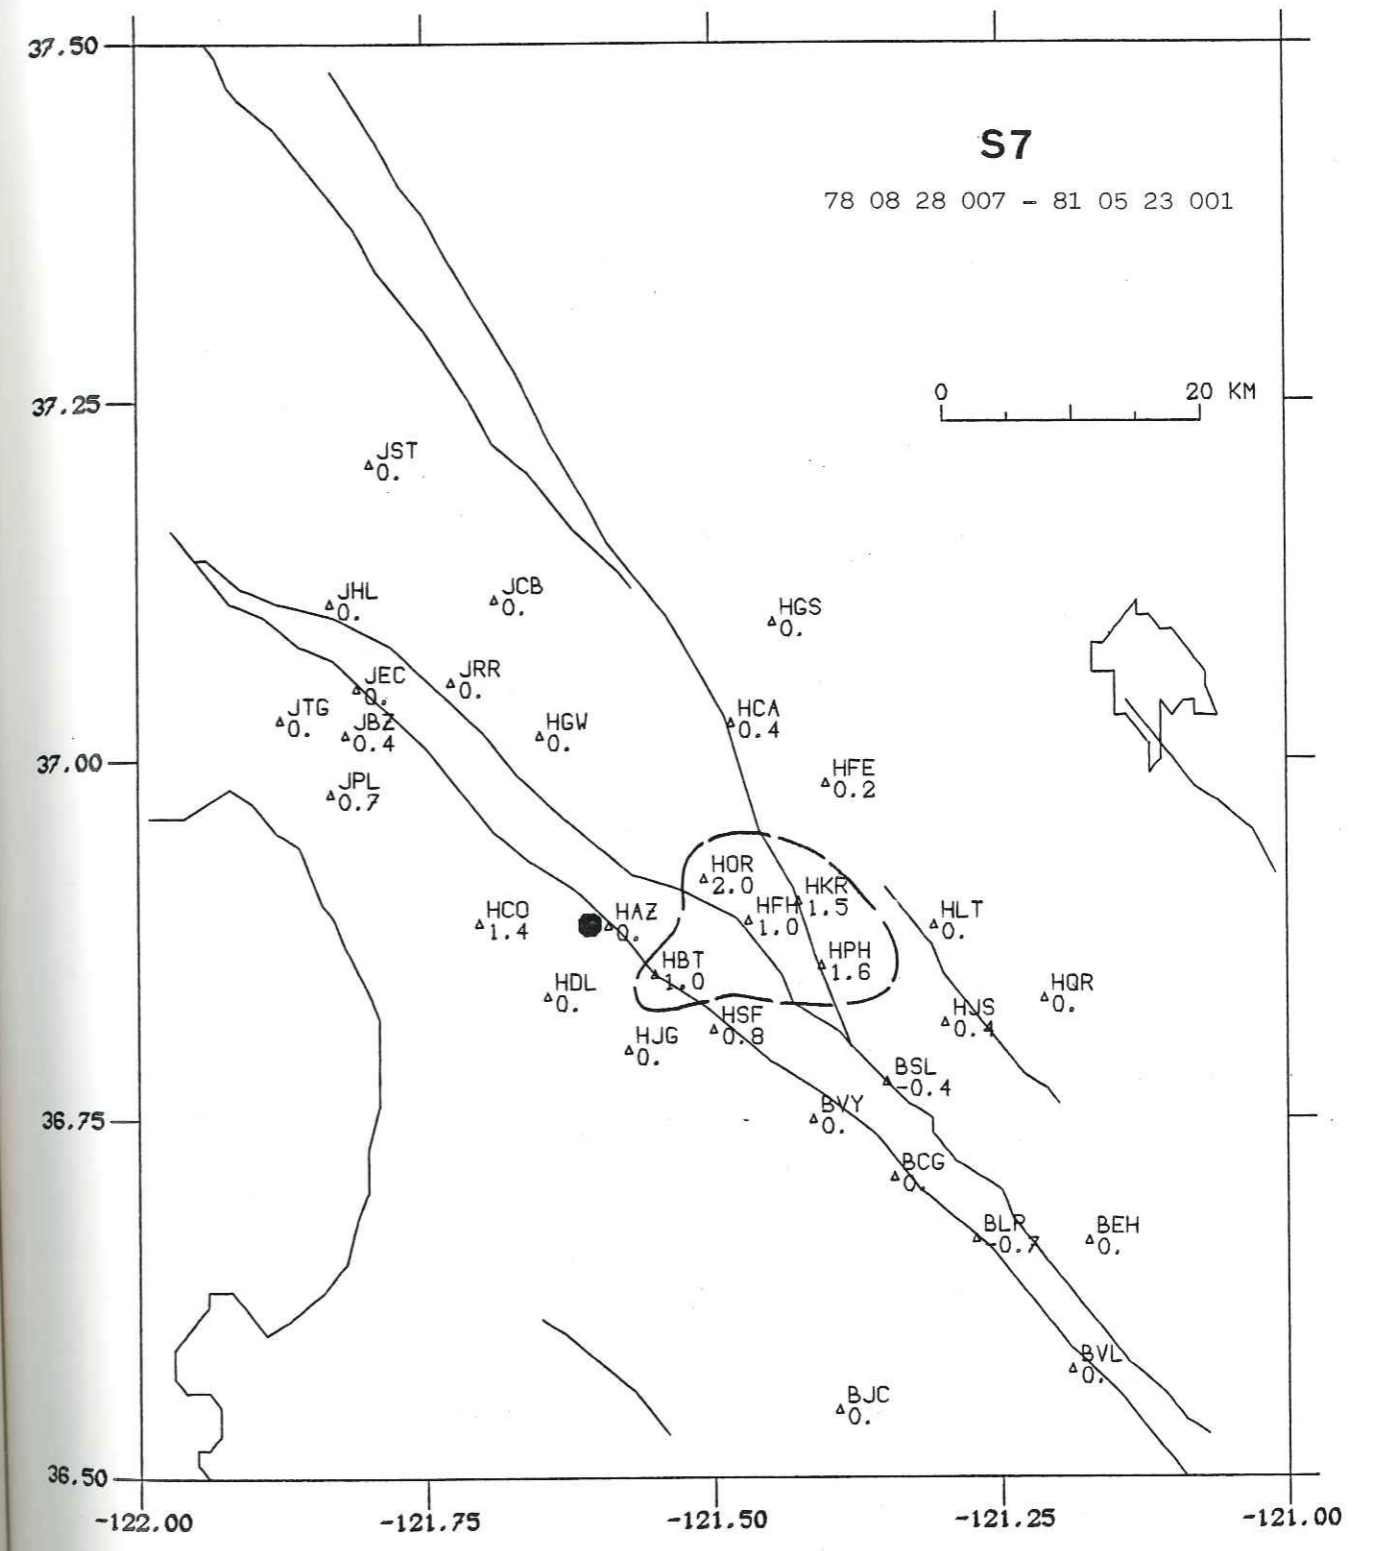 37.50
S7
78 08 28 007 - 81 05 23 001
0 20 KM
37.25
JST
0.
JHL
0.
JCB
0.
HGS
0.
JEC
0.
JRR
0.
JTG
0.
JBZ
0.4
HGW
0.
HCA
0.4
37.00
HFE
0.2
JPL
0.7
HOR
2.0
HKR
1.5
HFH
1.0
HCO
1.4
HAZ
0.
HLT
0.
HBT
1.0
HPH
1.6
HDL
0.
HQR
0.
HSF
0.8
HJS
0.4
HJG
0.
BSL
-0.4
36.75
BVY
0.
BCG
0.
BLR
-0.7
BEH
0.
BVL
0.
BJC
0.
36.50
-122.00 -121.75 -121.50 -121.25 -121.00